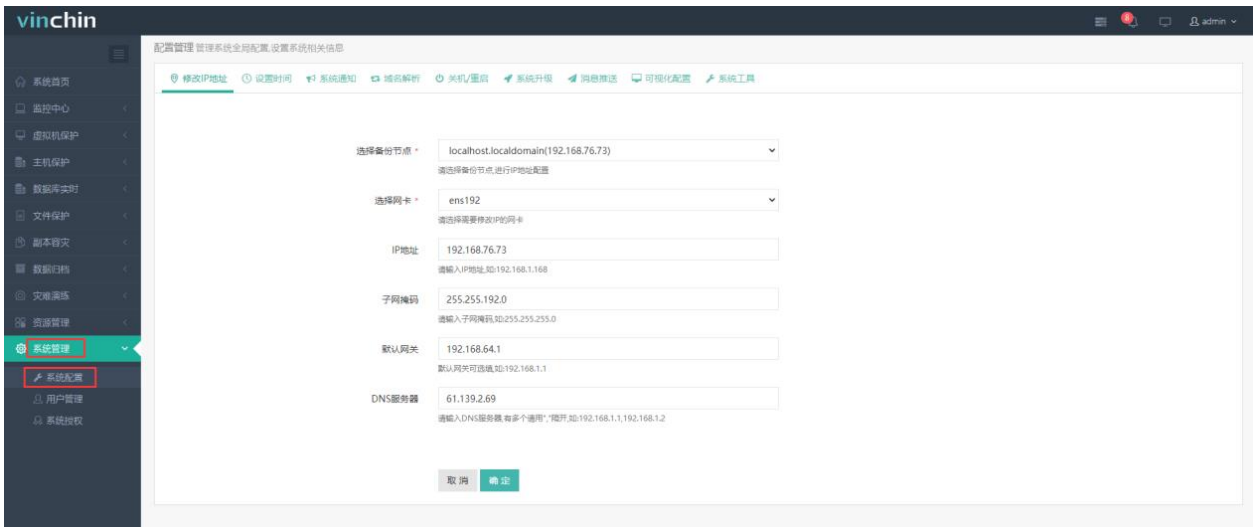 vinchin
8
admin
配置管理 管理系统全局配置,设置系统相关信息
修改IP地址 设置时间 系统通知 域名解析 关机/重启 系统升级 消息推送 可视化配置 系统工具
系统首页
监控中心
虚拟机保护
主机保护
数据库实时
文件保护
副本容灾
数据归档
灾难演练
资源管理
系统管理
系统配置
用户管理
系统授权
选择备份节点 * localhost.localdomain(192.168.76.73)
请选择备份节点,进行IP地址配置
选择网卡 * ens192
请选择需要修改IP的网卡
IP地址 192.168.76.73
请输入IP地址,如:192.168.1.168
子网掩码 255.255.192.0
请输入子网掩码,如:255.255.255.0
默认网关 192.168.64.1
默认网关可选填,如:192.168.1.1
DNS服务器 61.139.2.69
请输入DNS服务器,有多个请用","隔开,如:192.168.1.1,192.168.1.2
取消 确定